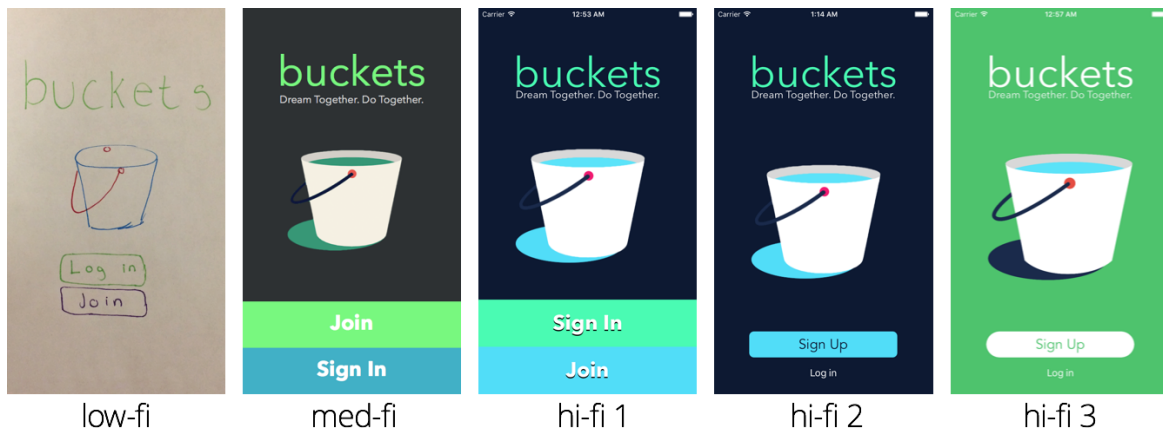 buckets
Log in
Join
low-fi
buckets
Dream Together. Do Together.
Join
Sign In
med-fi
Carrier 12:53 AM
buckets
Dream Together. Do Together.
Sign In
Join
hi-fi 1
Carrier 1:14 AM
buckets
Dream Together. Do Together.
Sign Up
Log in
hi-fi 2
Carrier 12:57 AM
buckets
Dream Together. Do Together.
Sign Up
Log in
hi-fi 3